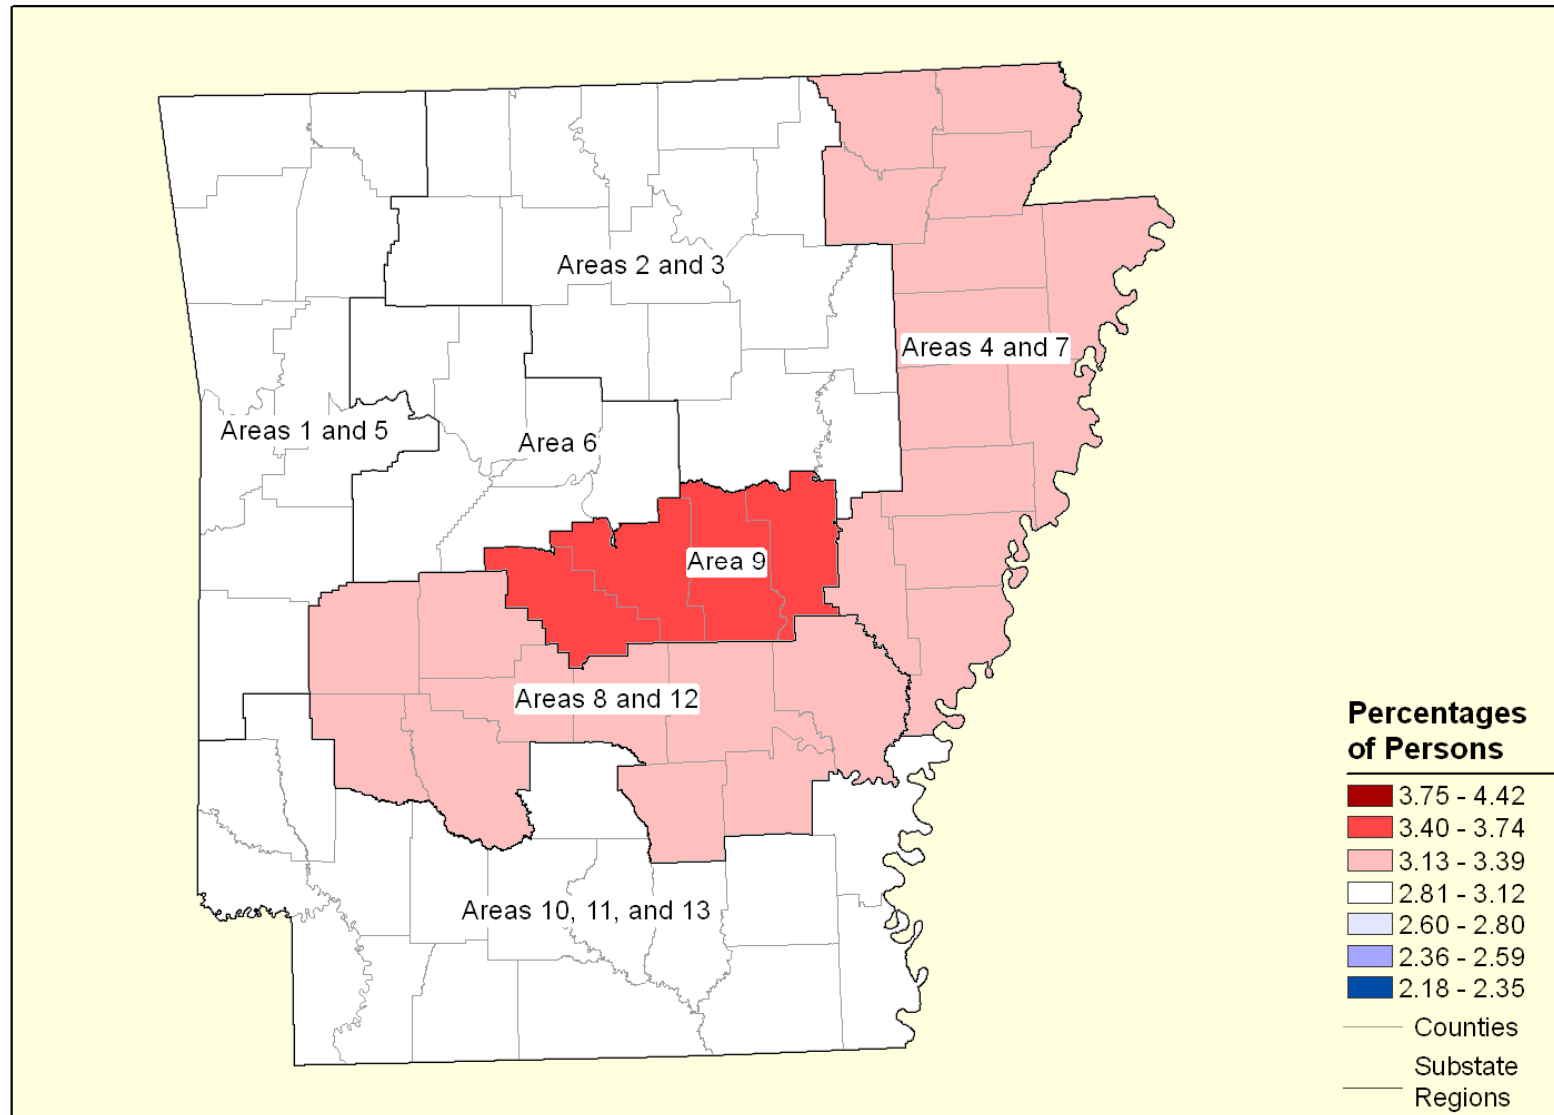 Areas 2 and 3
Areas 4 and 7
Areas 1 and 5
Area 6
Area 9
Areas 8 and 12
Areas 10, 11, and 13
Percentages
of Persons
3.75 - 4.42
3.40 - 3.74
3.13 - 3.39
2.81 - 3.12
2.60 - 2.80
2.36 - 2.59
2.18 - 2.35
Counties
Substate
Regions